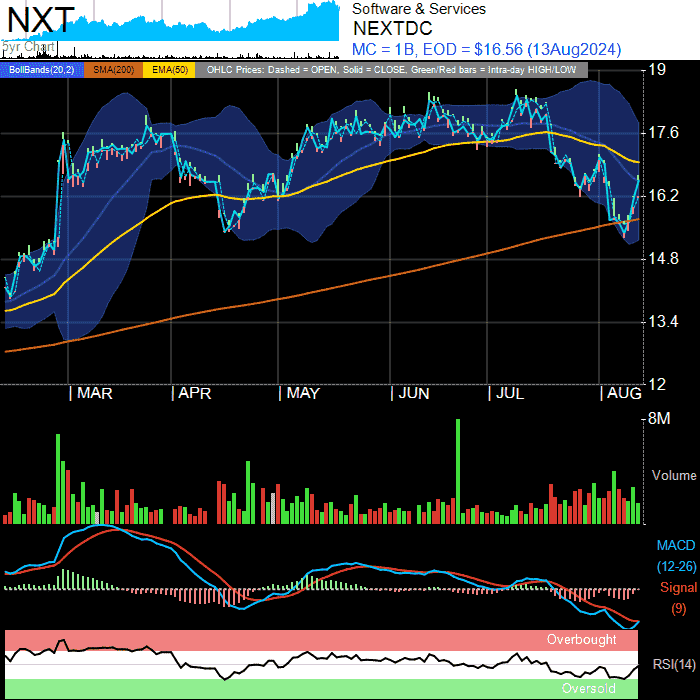 NXT
5yr Chart
Software & Services
NEXTDC
MC = 1B, EOD = $16.56 (13Aug2024)
BollBands(20,2) SMA(200) EMA(50) OHLC Prices: Dashed = OPEN, Solid = CLOSE, Green/Red bars = Intra-day HIGH/LOW
19
17.6
16.2
14.8
13.4
12
MAR APR MAY JUN JUL AUG
8M
Volume
MACD
(12-26)
Signal
(9)
Overbought
RSI(14)
Oversold